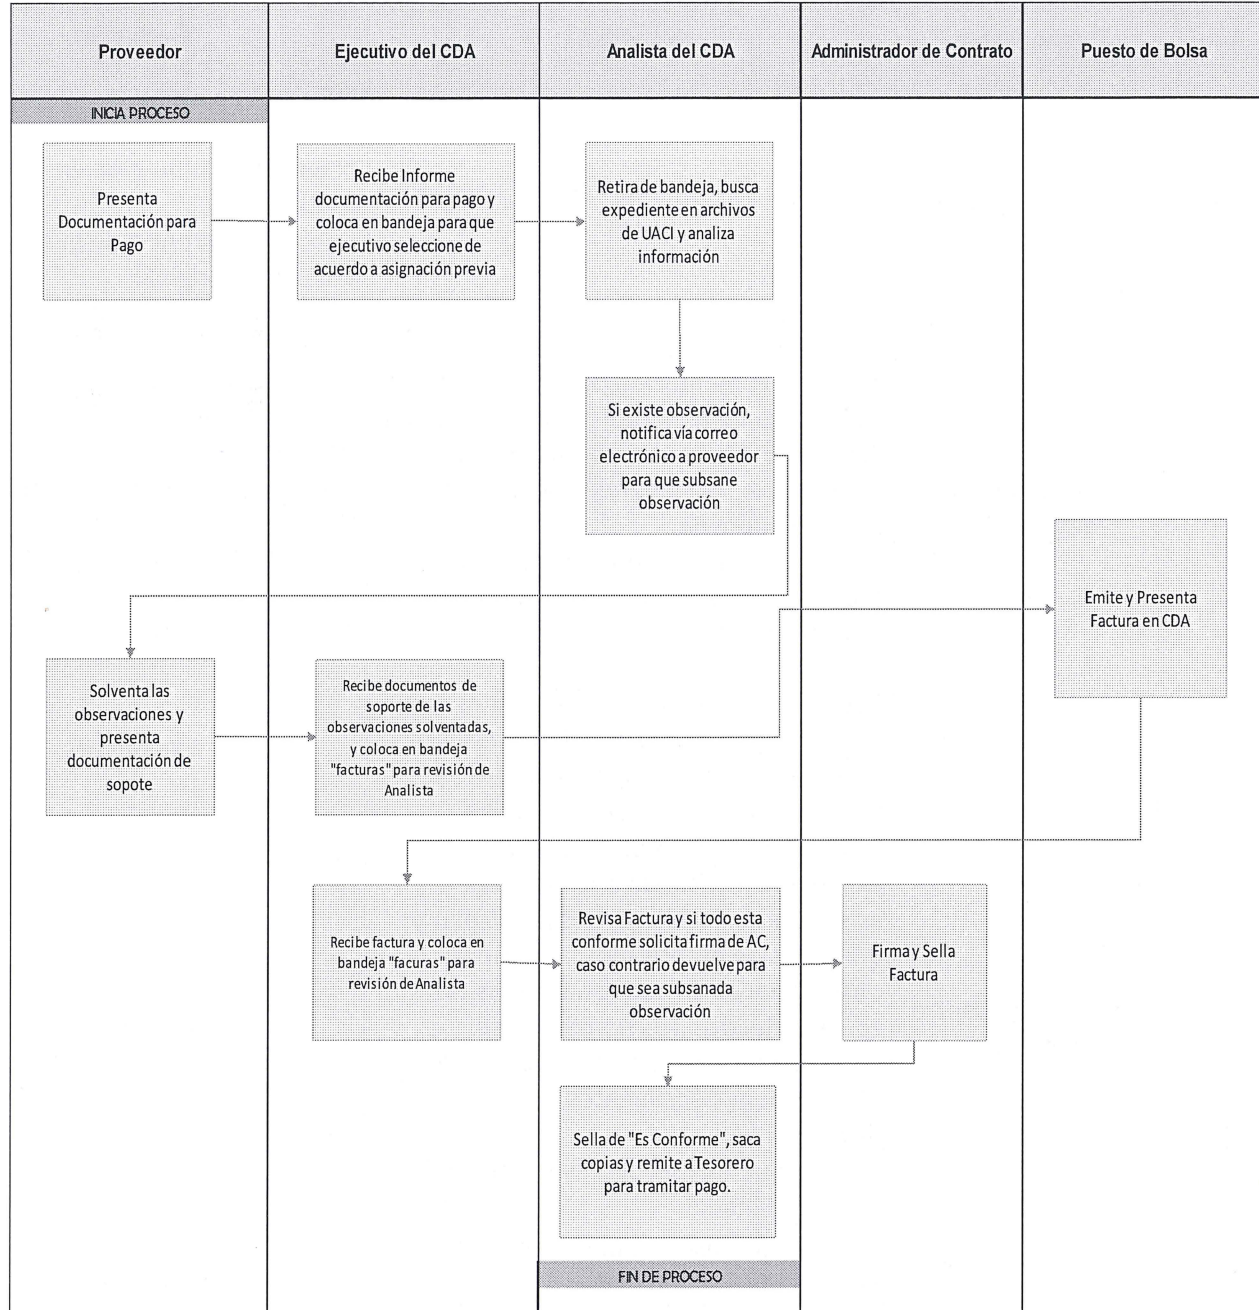 Proveedor
Ejecutivo del CDA
Analista del CDA
Administrador de Contrato
Puesto de Bolsa
INICIA PROCESO
Presenta
Documentación para
Pago
Recibe Informe
documentación para pago y
coloca en bandeja para que
ejecutivo seleccione de
acuerdo a asignación previa
Retira de bandeja, busca
expediente en archivos
de UACI y analiza
información
Si existe observación,
notifica vía correo
electrónico a proveedor
para que subsane
observación
Emite y Presenta
Factura en CDA
Solventa las
observaciones y
presenta
documentación de
sopote
Recibe documentos de
soporte de las
observaciones solventadas,
y coloca en bandeja
"facturas" para revisión de
Analista
Recibe factura y coloca en
bandeja "facuras" para
revisión de Analista
Revisa Factura y si todo esta
conforme solicita firma de AC,
caso contrario devuelve para
que sea subsanada
observación
Firma y Sella
Factura
Sella de "Es Conforme", saca
copias y remite a Tesorero
para tramitar pago.
FIN DE PROCESO